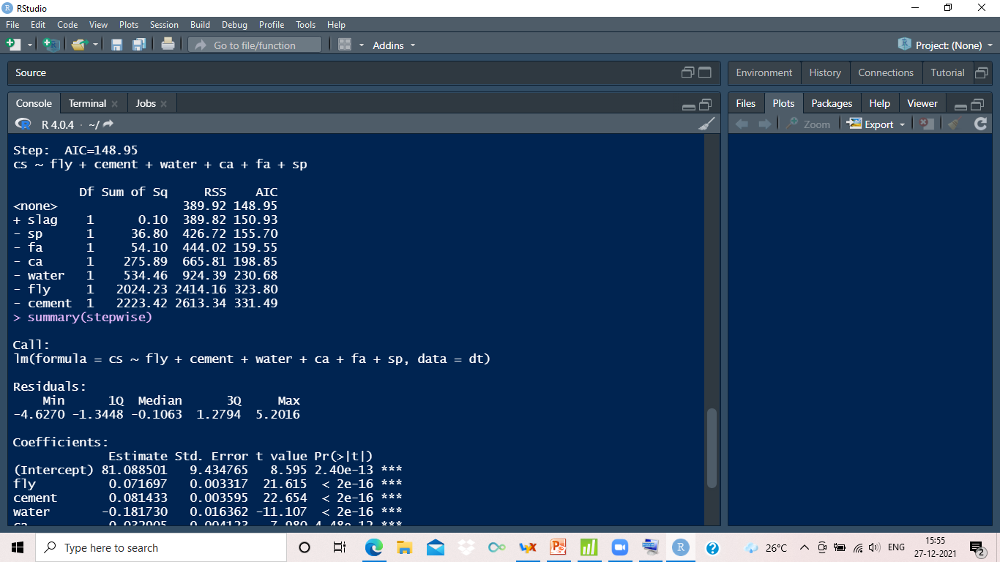 RStudio
File Edit Code View Plots Session Build Debug Profile Tools Help
Go to file/function Addins Project: (None)
Source
Environment History Connections Tutorial
Console Terminal Jobs
Files Plots Packages Help Viewer
R 4.0.4 · ~/
Zoom Export
Step:  AIC=148.95
cs ~ fly + cement + water + ca + fa + sp
         Df Sum of Sq     RSS    AIC
<none>                    389.92 148.95
+ slag    1      0.10  389.82 150.93
- sp      1     36.80  426.72 155.70
- fa      1     54.10  444.02 159.55
- ca      1    275.89  665.81 198.85
- water   1    534.46  924.39 230.68
- fly     1   2024.23 2414.16 323.80
- cement  1   2223.42 2613.34 331.49
> summary(stepwise)
Call:
lm(formula = cs ~ fly + cement + water + ca + fa + sp, data = dt)
Residuals:
    Min      1Q  Median      3Q     Max
-4.6270 -1.3448 -0.1063  1.2794  5.2016
Coefficients:
             Estimate Std. Error t value Pr(>|t|)
(Intercept) 81.088501   9.434765   8.595 2.40e-13 ***
fly          0.071697   0.003317  21.615  < 2e-16 ***
cement       0.081433   0.003595  22.654  < 2e-16 ***
water       -0.181730   0.016362 -11.107  < 2e-16 ***
ca 0.032905 0.004123 7.980 4.48e-12 ***
Type here to search
26°C ENG 15:55
27-12-2021 2